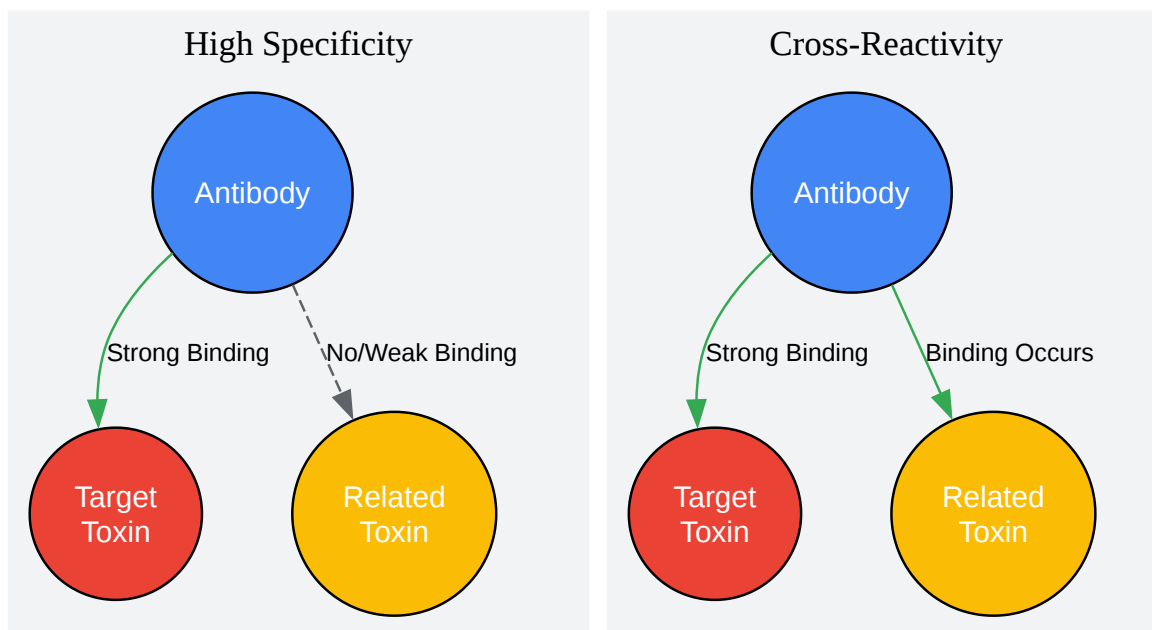 High Specificity
Antibody
Strong Binding
No/Weak Binding
Target
Toxin
Related
Toxin
Cross-Reactivity
Antibody
Strong Binding
Binding Occurs
Target
Toxin
Related
Toxin